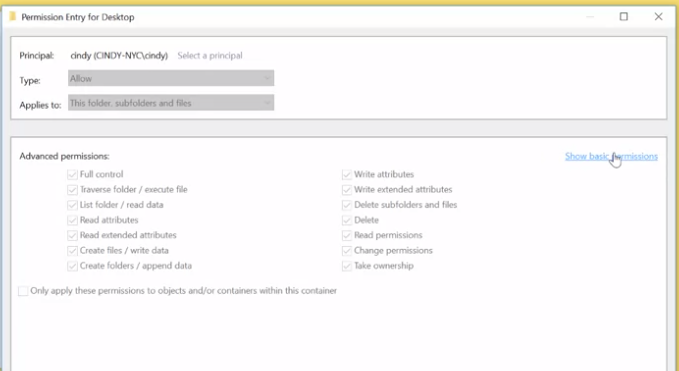 Permission Entry for Desktop
Principal: cindy (CINDY-NYC\cindy) Select a principal
Type: Allow
Applies to: This folder, subfolders and files
Advanced permissions: Show basic permissions
Full control Write attributes
Traverse folder / execute file Write extended attributes
List folder / read data Delete subfolders and files
Read attributes Delete
Read extended attributes Read permissions
Create files / write data Change permissions
Create folders / append data Take ownership
Only apply these permissions to objects and/or containers within this container